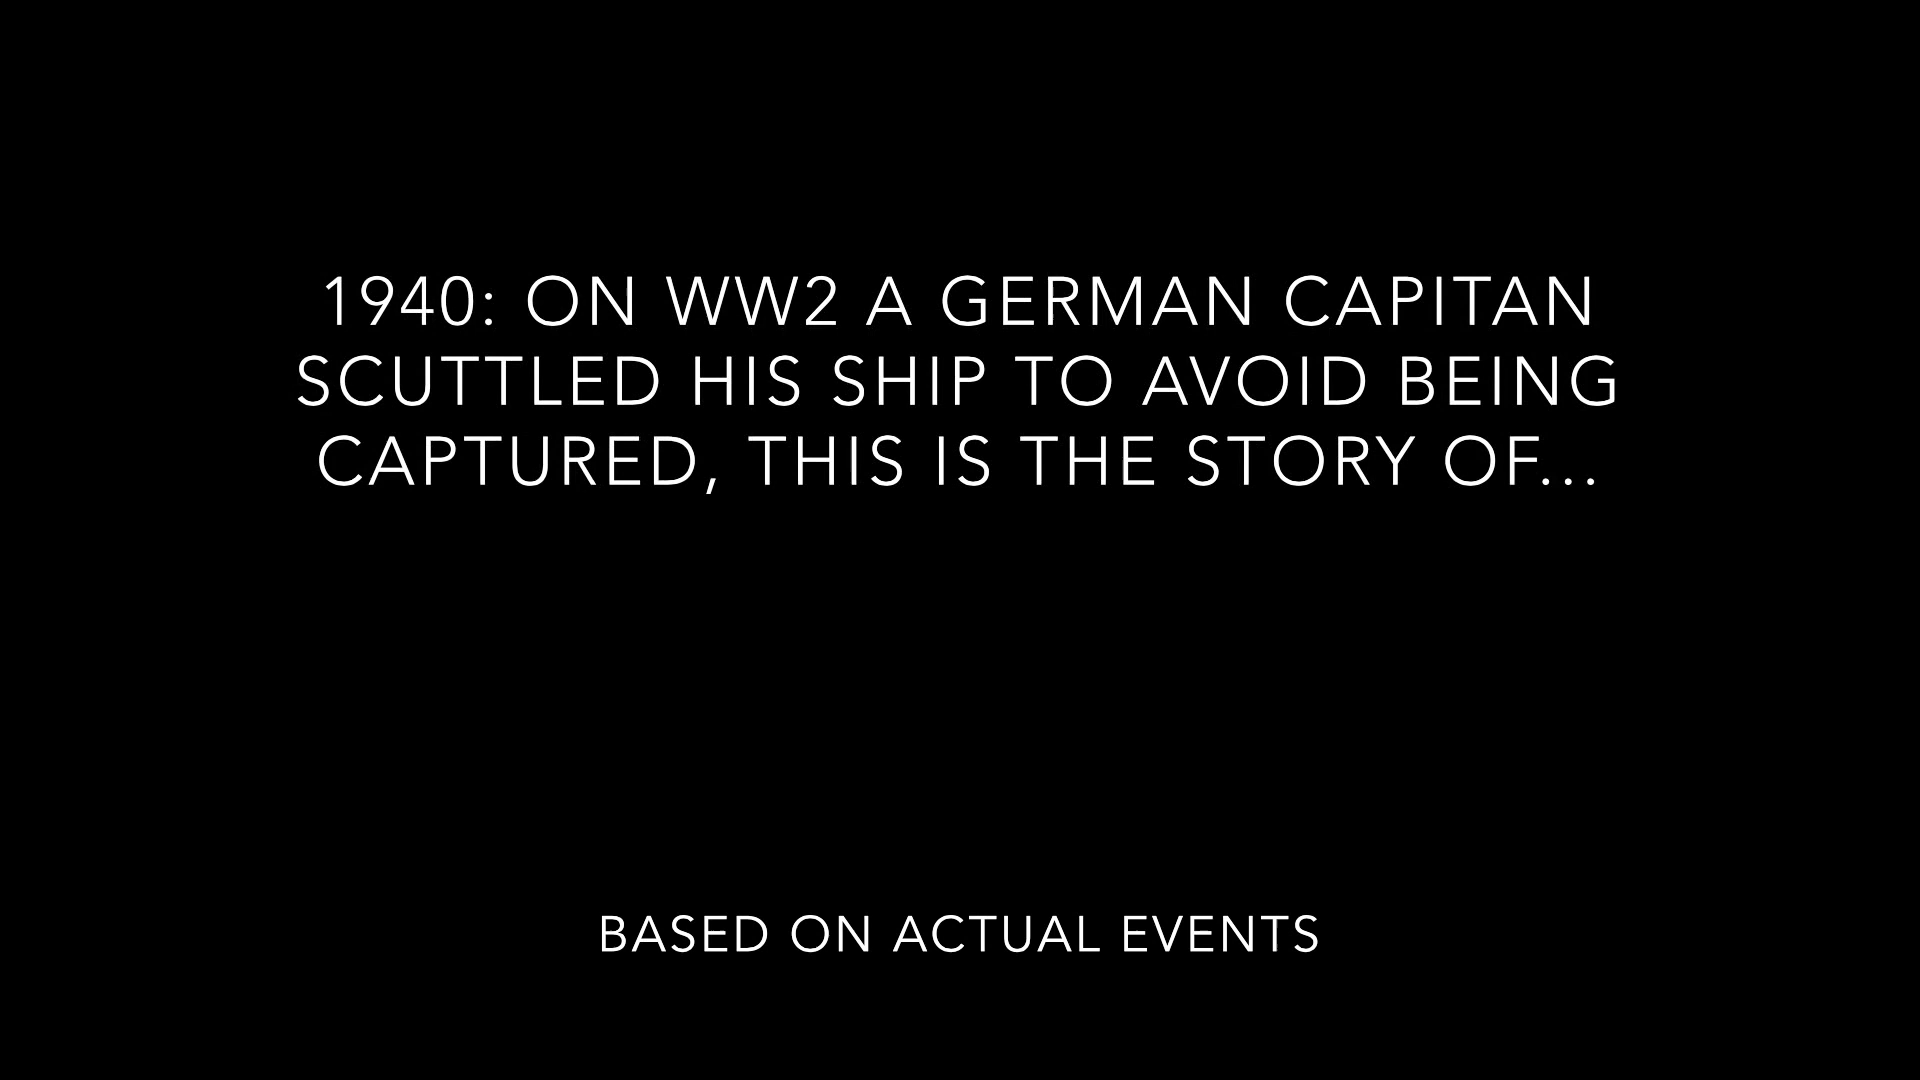 1940: ON WW2 A GERMAN CAPITAN
SCUTTLED HIS SHIP TO AVOID BEING
CAPTURED, THIS IS THE STORY OF...
BASED ON ACTUAL EVENTS